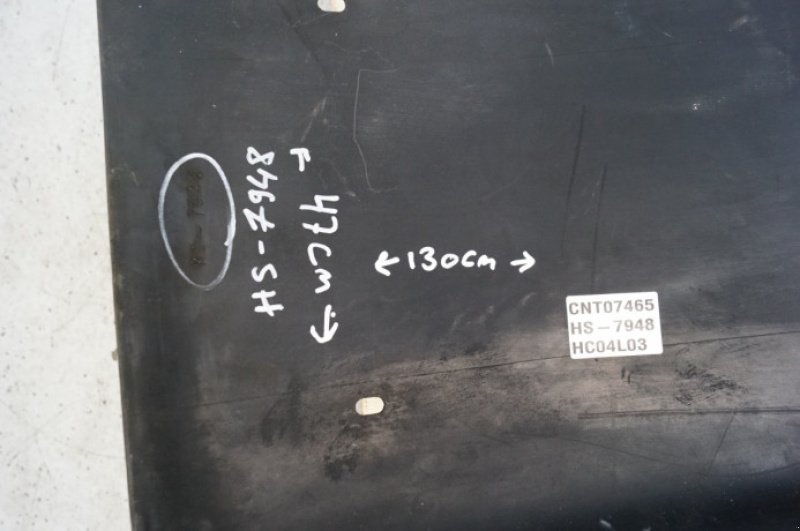 HS-7948
← 47cm →
← 130cm →
CNT07465
HS-7948
HC04L03